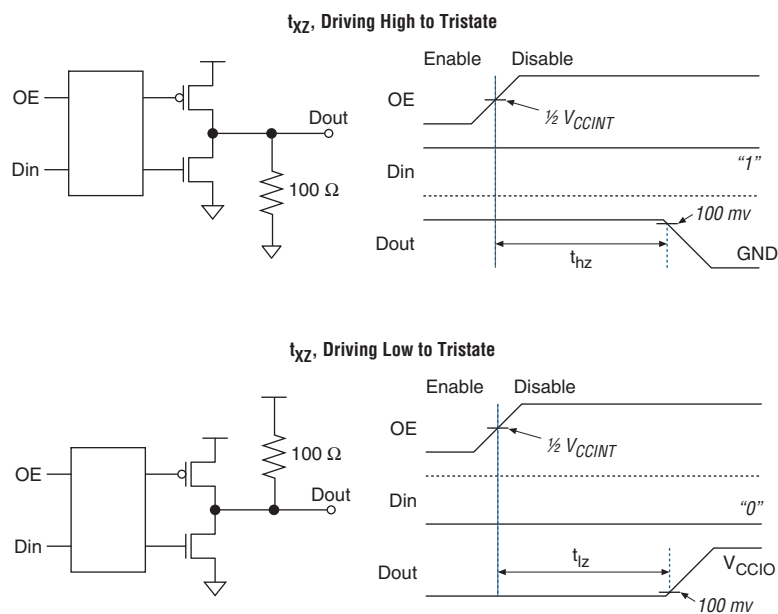 tXZ, Driving High to Tristate
Enable Disable
OE
Din
Dout
100 Ω
OE
½ VCCINT
Din
"1"
Dout
100 mv
thz
GND
tXZ, Driving Low to Tristate
Enable Disable
OE
Din
100 Ω
Dout
OE
½ VCCINT
Din
"0"
Dout
tlz
VCCIO
100 mv